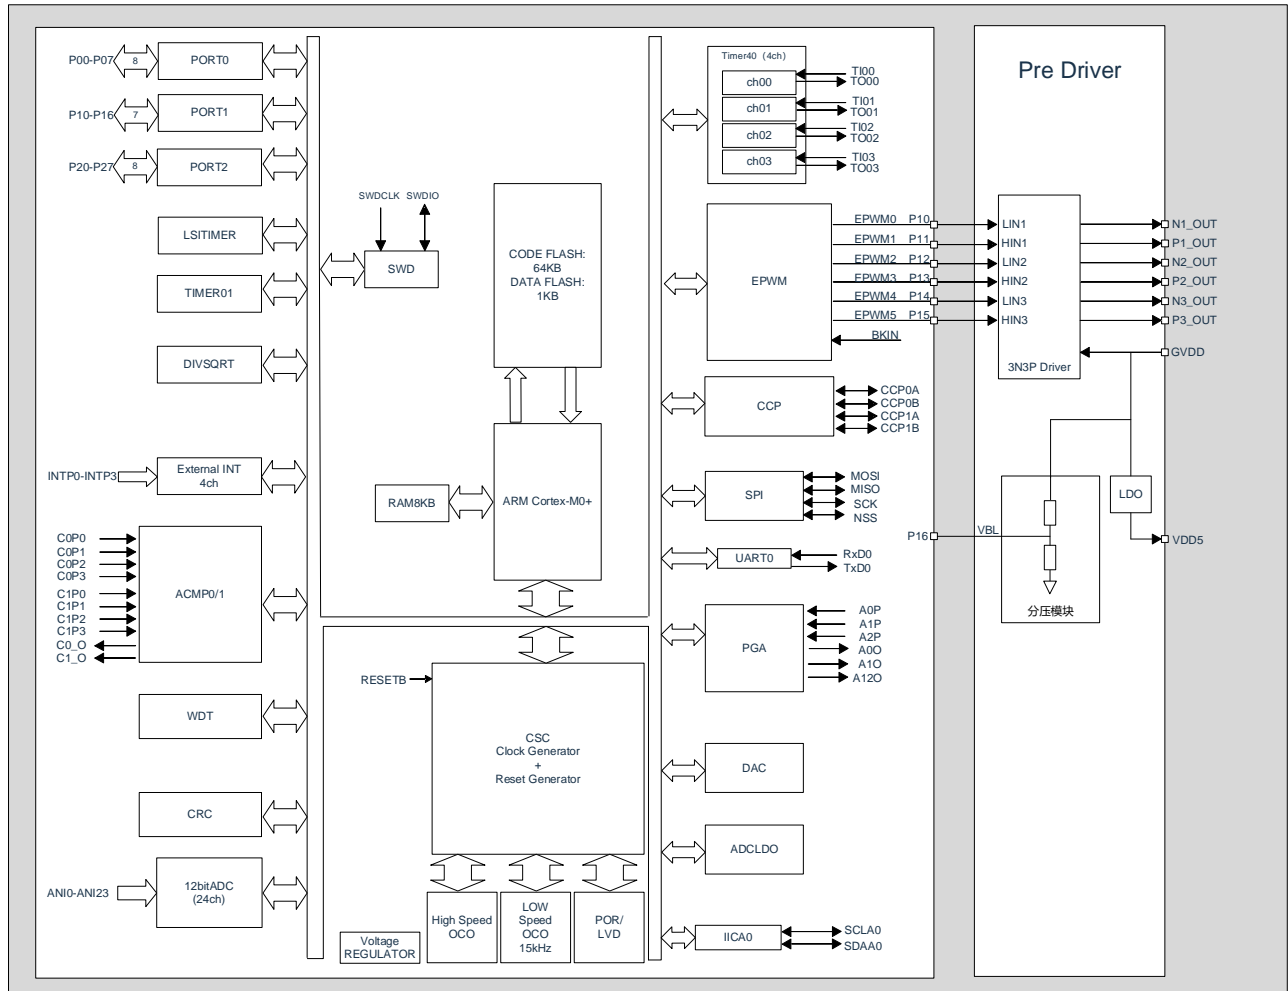 P00-P07
8
PORT0
P10-P16
7
PORT1
P20-P27
8
PORT2
LSITIMER
TIMER01
DIVSQRT
INTP0-INTP3
External INT
4ch
C0P0
C0P1
C0P2
C0P3
C1P0
C1P1
C1P2
C1P3
C0_O
C1_O
ACMP0/1
WDT
CRC
ANI0-ANI23
12bitADC
(24ch)
SWDCLK
SWDIO
SWD
CODE FLASH:
64KB
DATA FLASH:
1KB
RAM8KB
ARM Cortex-M0+
RESETB
CSC
Clock Generator
+
Reset Generator
Voltage
REGULATOR
High Speed
OCO
LOW
Speed
OCO
15kHz
POR/
LVD
Timer40 (4ch)
ch00
TI00
TO00
ch01
TI01
TO01
ch02
TI02
TO02
ch03
TI03
TO03
EPWM
EPWM0 P10
EPWM1 P11
EPWM2 P12
EPWM3 P13
EPWM4 P14
EPWM5 P15
BKIN
CCP
CCP0A
CCP0B
CCP1A
CCP1B
SPI
MOSI
MISO
SCK
NSS
P16
UART0
RxD0
TxD0
PGA
A0P
A1P
A2P
A0O
A1O
A12O
DAC
ADCLDO
IICA0
SCLA0
SDAA0
Pre Driver
LIN1
HIN1
LIN2
HIN2
LIN3
HIN3
3N3P Driver
N1_OUT
P1_OUT
N2_OUT
P2_OUT
N3_OUT
P3_OUT
GVDD
LDO
VBL
VDD5
分压模块